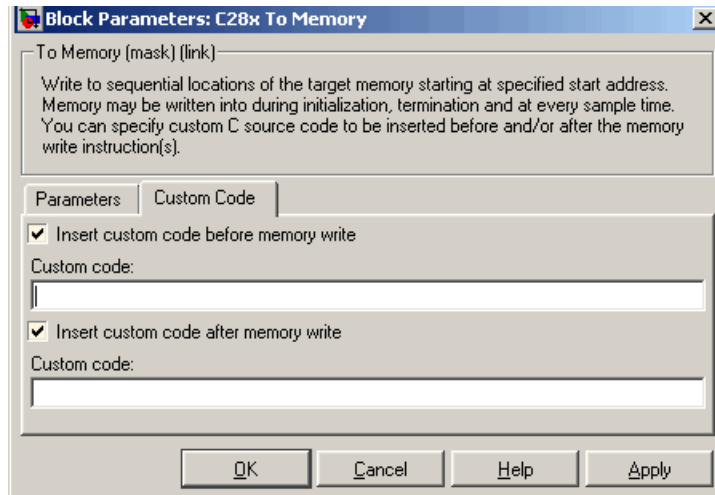 Block Parameters: C28x To Memory
To Memory (mask) (link)
Write to sequential locations of the target memory starting at specified start address.
Memory may be written into during initialization, termination and at every sample time.
You can specify custom C source code to be inserted before and/or after the memory
write instruction(s).
Parameters Custom Code
Insert custom code before memory write
Custom code:
Insert custom code after memory write
Custom code:
OK Cancel Help Apply